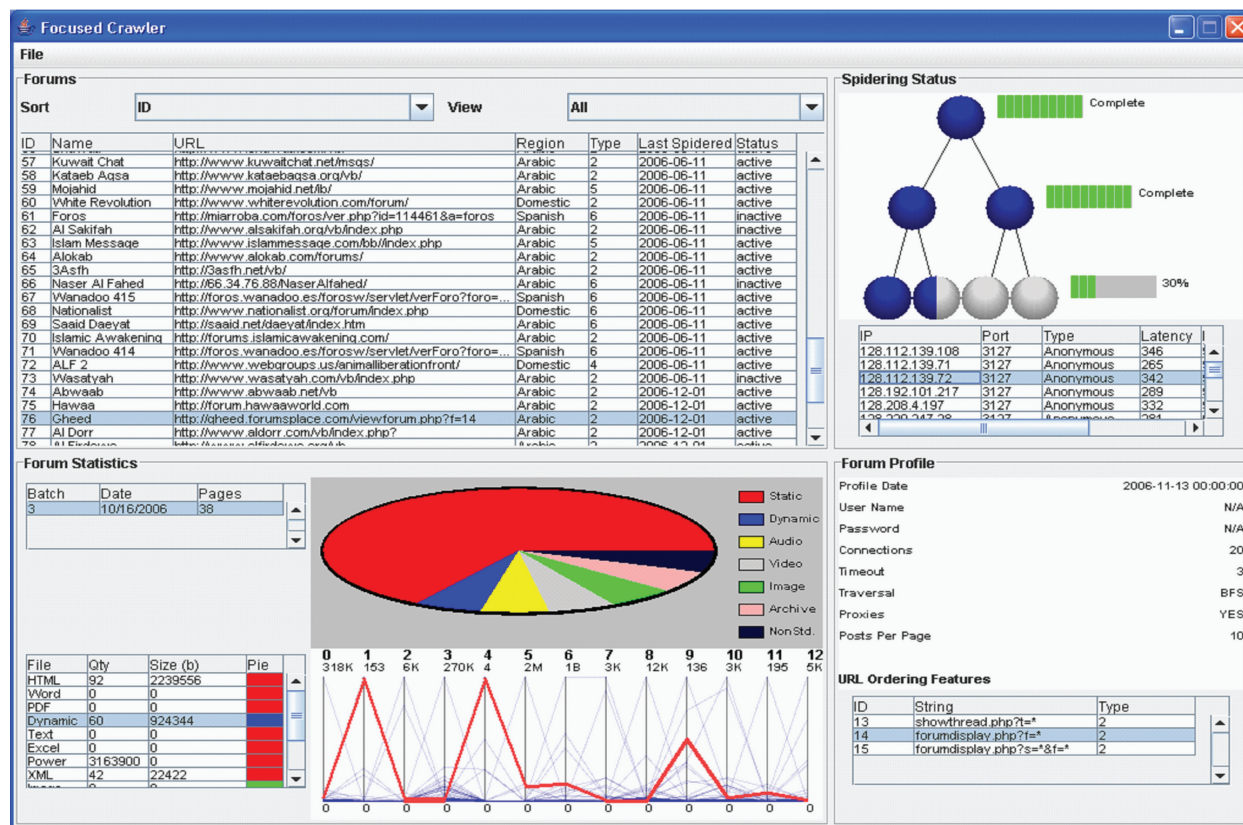 Focused Crawler
File
Forums
Sort ID View All
ID Name URL Region Type Last Spidered Status
57 Kuwait Chat http://www.kuwaitchat.net/msgs/ Arabic 2 2006-06-11 active
58 Kataeb Aqsa http://www.kataebaqsa.org/vb/ Arabic 2 2006-06-11 active
59 Mojahid http://www.mojahid.net/ib/ Arabic 5 2006-06-11 active
60 White Revolution http://www.whiterevolution.com/forum/ Domestic 2 2006-06-11 active
61 Foros http://miarroba.com/foros/ver.php?id=114461&a=foros Spanish 6 2006-06-11 inactive
62 Al Sakifah http://www.alsakifah.org/vb/index.php Arabic 2 2006-06-11 inactive
63 Islam Message http://www.islammessage.com/bb//index.php Arabic 5 2006-06-11 active
64 Alokab http://www.alokab.com/forums/ Arabic 2 2006-06-11 active
65 3Asfh http://3asfh.net/vb/ Arabic 2 2006-06-11 active
66 Naser Al Fahed http://66.34.76.88/NaserAlfahed/ Arabic 6 2006-06-11 inactive
67 Wanadoo 415 http://foros.wanadoo.es/forosw/servlet/verForo?foro=... Spanish 6 2006-06-11 active
68 Nationalist http://www.nationalist.org/forum/index.php Domestic 6 2006-06-11 active
69 Saaid Daeyat http://saaid.net/daeyat/index.htm Arabic 6 2006-06-11 active
70 Islamic Awakening http://forums.islamicawakening.com/ Arabic 2 2006-06-11 active
71 Wanadoo 414 http://foros.wanadoo.es/forosw/servlet/verForo?foro=... Spanish 6 2006-06-11 active
72 ALF 2 http://www.webgroups.us/animalliberationfront/ Domestic 4 2006-06-11 active
73 Wasatyah http://www.wasatyah.com/vb/index.php Arabic 2 2006-06-11 inactive
74 Abwaab http://www.abwaab.net/vb Arabic 2 2006-12-01 active
75 Hawaa http://forum.hawaaworld.com Arabic 2 2006-12-01 active
76 Gheed http://gheed.forumsplace.com/viewforum.php?f=14 Arabic 2 2006-12-01 active
77 Al Dorr http://www.aldorr.com/vb/index.php? Arabic 2 2006-12-01 active
Spidering Status
Complete
Complete
30%
IP Port Type Latency
128.112.139.108 3127 Anonymous 346
128.112.139.71 3127 Anonymous 265
128.112.139.72 3127 Anonymous 342
128.192.101.217 3127 Anonymous 289
128.208.4.197 3127 Anonymous 332
Forum Statistics
Batch Date Pages
3 10/16/2006 38
Static
Dynamic
Audio
Video
Image
Archive
NonStd.
File Qty Size (b) Pie
HTML 92 2239556
Word 0 0
PDF 0 0
Dynamic 60 924344
Text 0 0
Excel 0 0
Power 3163900 0
XML 42 22422
0 1 2 3 4 5 6 7 8 9 10 11 12
318K 153 6K 270K 4 2M 1B 3K 12K 136 3K 195 5K
0 0 0 0 0 0 0 0 0 0 0 0 0
Forum Profile
Profile Date 2006-11-13 00:00:00
User Name N/A
Password N/A
Connections 20
Timeout 3
Traversal BFS
Proxies YES
Posts Per Page 10
URL Ordering Features
ID String Type
13 showthread.php?t=* 2
14 forumdisplay.php?f=* 2
15 forumdisplay.php?s=*&f=* 2